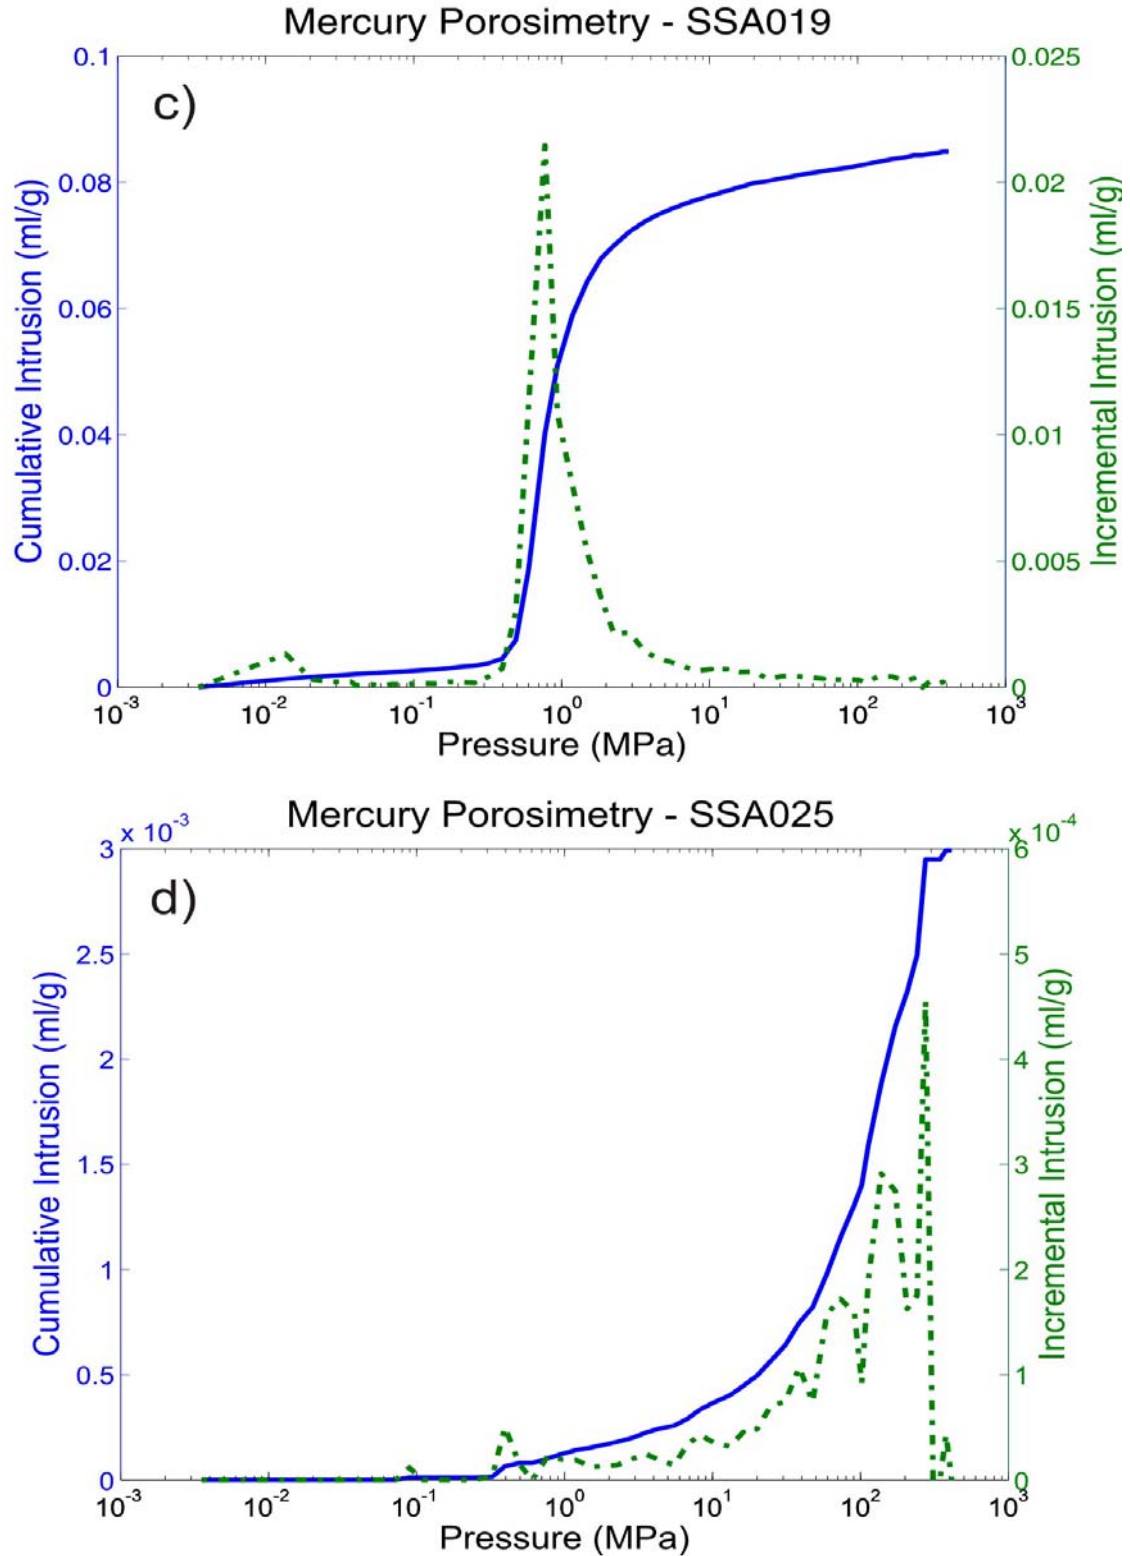 Mercury Porosimetry - SSA019
c)
0.1
0.08
0.06
0.04
0.02
0
Cumulative Intrusion (ml/g)
0.025
0.02
0.015
0.01
0.005
0
Incremental Intrusion (ml/g)
10⁻³ 10⁻² 10⁻¹ 10⁰ 10¹ 10² 10³
Pressure (MPa)
Mercury Porosimetry - SSA025
x 10⁻³
x 10⁻⁴
d)
3
2.5
2
1.5
1
0.5
0
Cumulative Intrusion (ml/g)
6
5
4
3
2
1
0
Incremental Intrusion (ml/g)
10⁻³ 10⁻² 10⁻¹ 10⁰ 10¹ 10² 10³
Pressure (MPa)